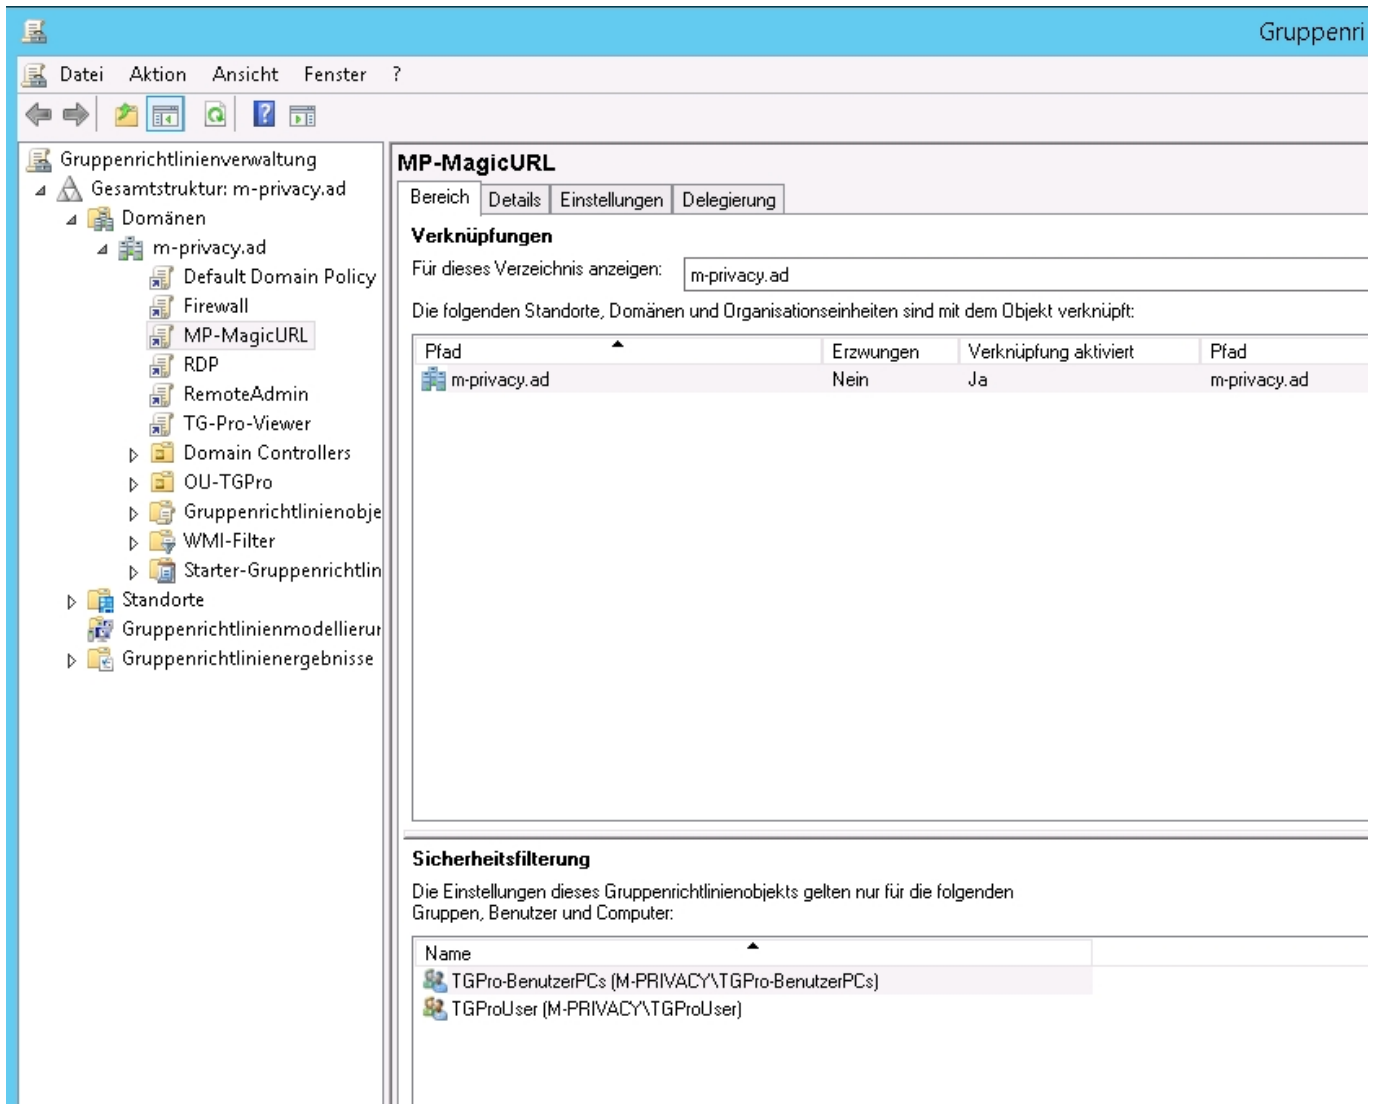 Gruppenri
Datei Aktion Ansicht Fenster ?
Gruppenrichtlinienverwaltung
Gesamtstruktur: m-privacy.ad
Domänen
m-privacy.ad
Default Domain Policy
Firewall
MP-MagicURL
RDP
RemoteAdmin
TG-Pro-Viewer
Domain Controllers
OU-TGPro
Gruppenrichtlinienobje
WMI-Filter
Starter-Gruppenrichtlin
Standorte
Gruppenrichtlinienmodellierur
Gruppenrichtlinienergebnisse
MP-MagicURL
Bereich Details Einstellungen Delegierung
Verknüpfungen
Für dieses Verzeichnis anzeigen: m-privacy.ad
Die folgenden Standorte, Domänen und Organisationseinheiten sind mit dem Objekt verknüpft:
Pfad Erzwungen Verknüpfung aktiviert Pfad
m-privacy.ad Nein Ja m-privacy.ad
Sicherheitsfilterung
Die Einstellungen dieses Gruppenrichtlinienobjekts gelten nur für die folgenden
Gruppen, Benutzer und Computer:
Name
TGPro-BenutzerPCs (M-PRIVACY\TGPro-BenutzerPCs)
TGProUser (M-PRIVACY\TGProUser)